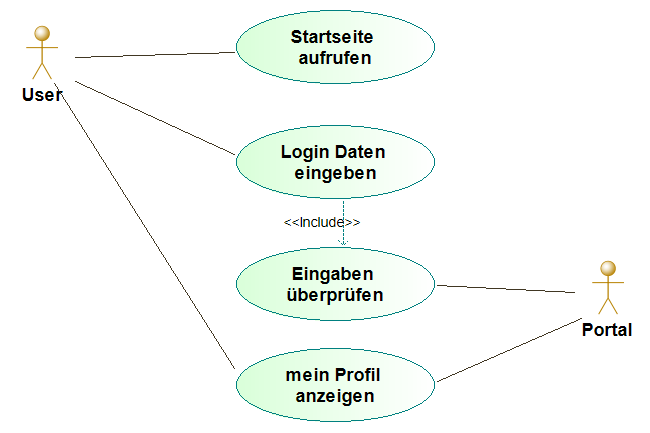 Startseite
aufrufen
User
Login Daten
eingeben
<<Include>>
Eingaben
überprüfen
Portal
mein Profil
anzeigen